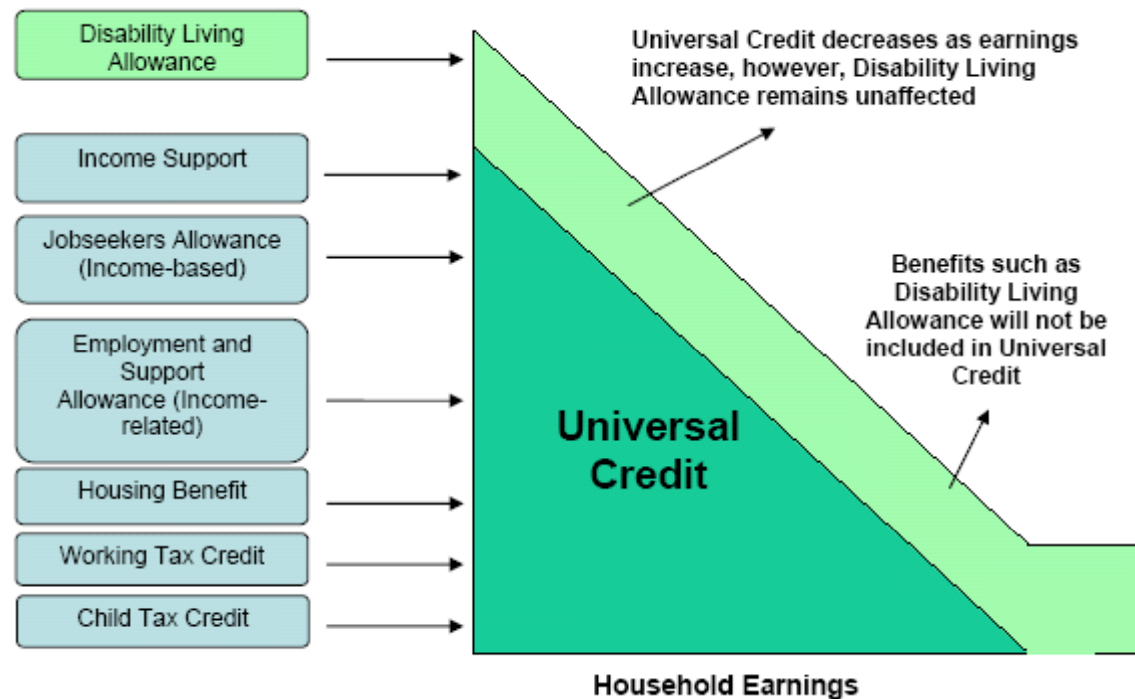 Disability Living
Allowance
Income Support
Jobseekers Allowance
(Income-based)
Employment and
Support
Allowance (Income-
related)
Housing Benefit
Working Tax Credit
Child Tax Credit
Universal Credit decreases as earnings
increase, however, Disability Living
Allowance remains unaffected
Benefits such as
Disability Living
Allowance will not be
included in Universal
Credit
Universal
Credit
Household Earnings